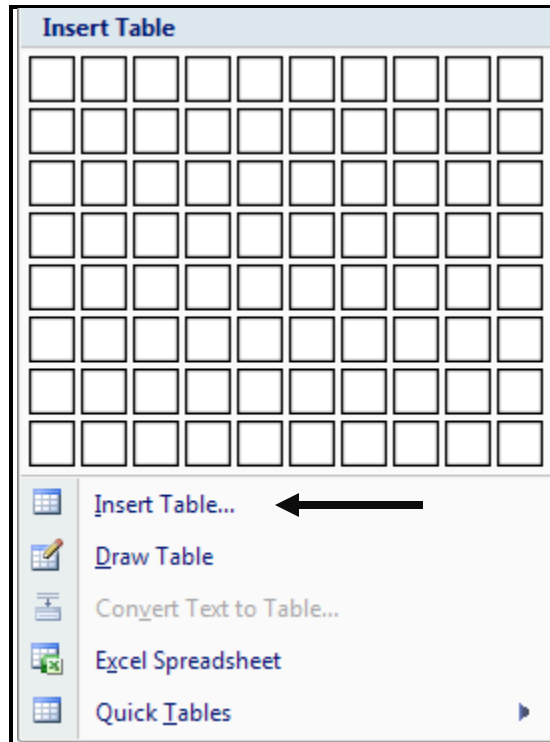 Insert Table
Insert Table...
Draw Table
Convert Text to Table...
Excel Spreadsheet
Quick Tables